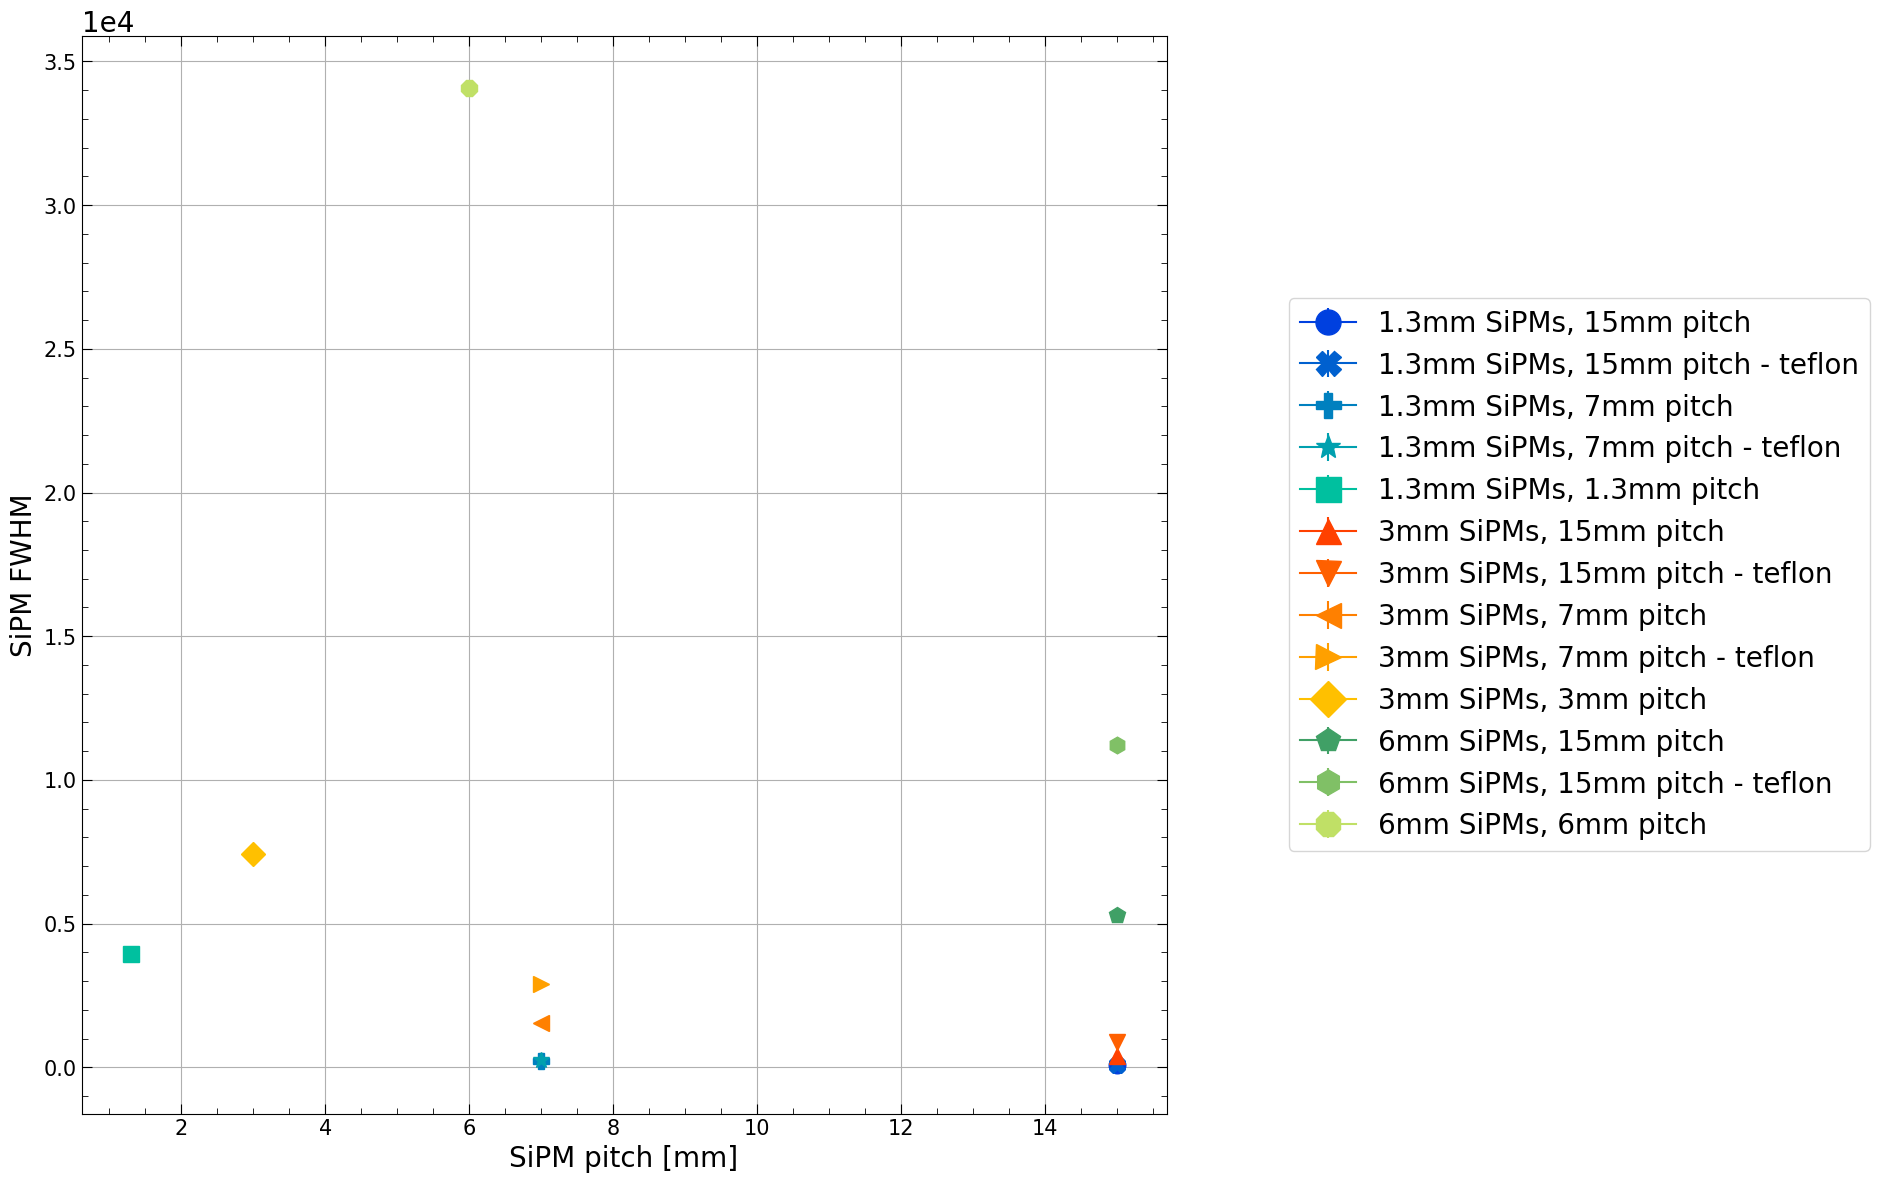 1e4
3.5
3.0
2.5
2.0
1.5
1.0
0.5
0.0
SiPM FWHM
2 4 6 8 10 12 14
SiPM pitch [mm]
1.3mm SiPMs, 15mm pitch
1.3mm SiPMs, 15mm pitch - teflon
1.3mm SiPMs, 7mm pitch
1.3mm SiPMs, 7mm pitch - teflon
1.3mm SiPMs, 1.3mm pitch
3mm SiPMs, 15mm pitch
3mm SiPMs, 15mm pitch - teflon
3mm SiPMs, 7mm pitch
3mm SiPMs, 7mm pitch - teflon
3mm SiPMs, 3mm pitch
6mm SiPMs, 15mm pitch
6mm SiPMs, 15mm pitch - teflon
6mm SiPMs, 6mm pitch